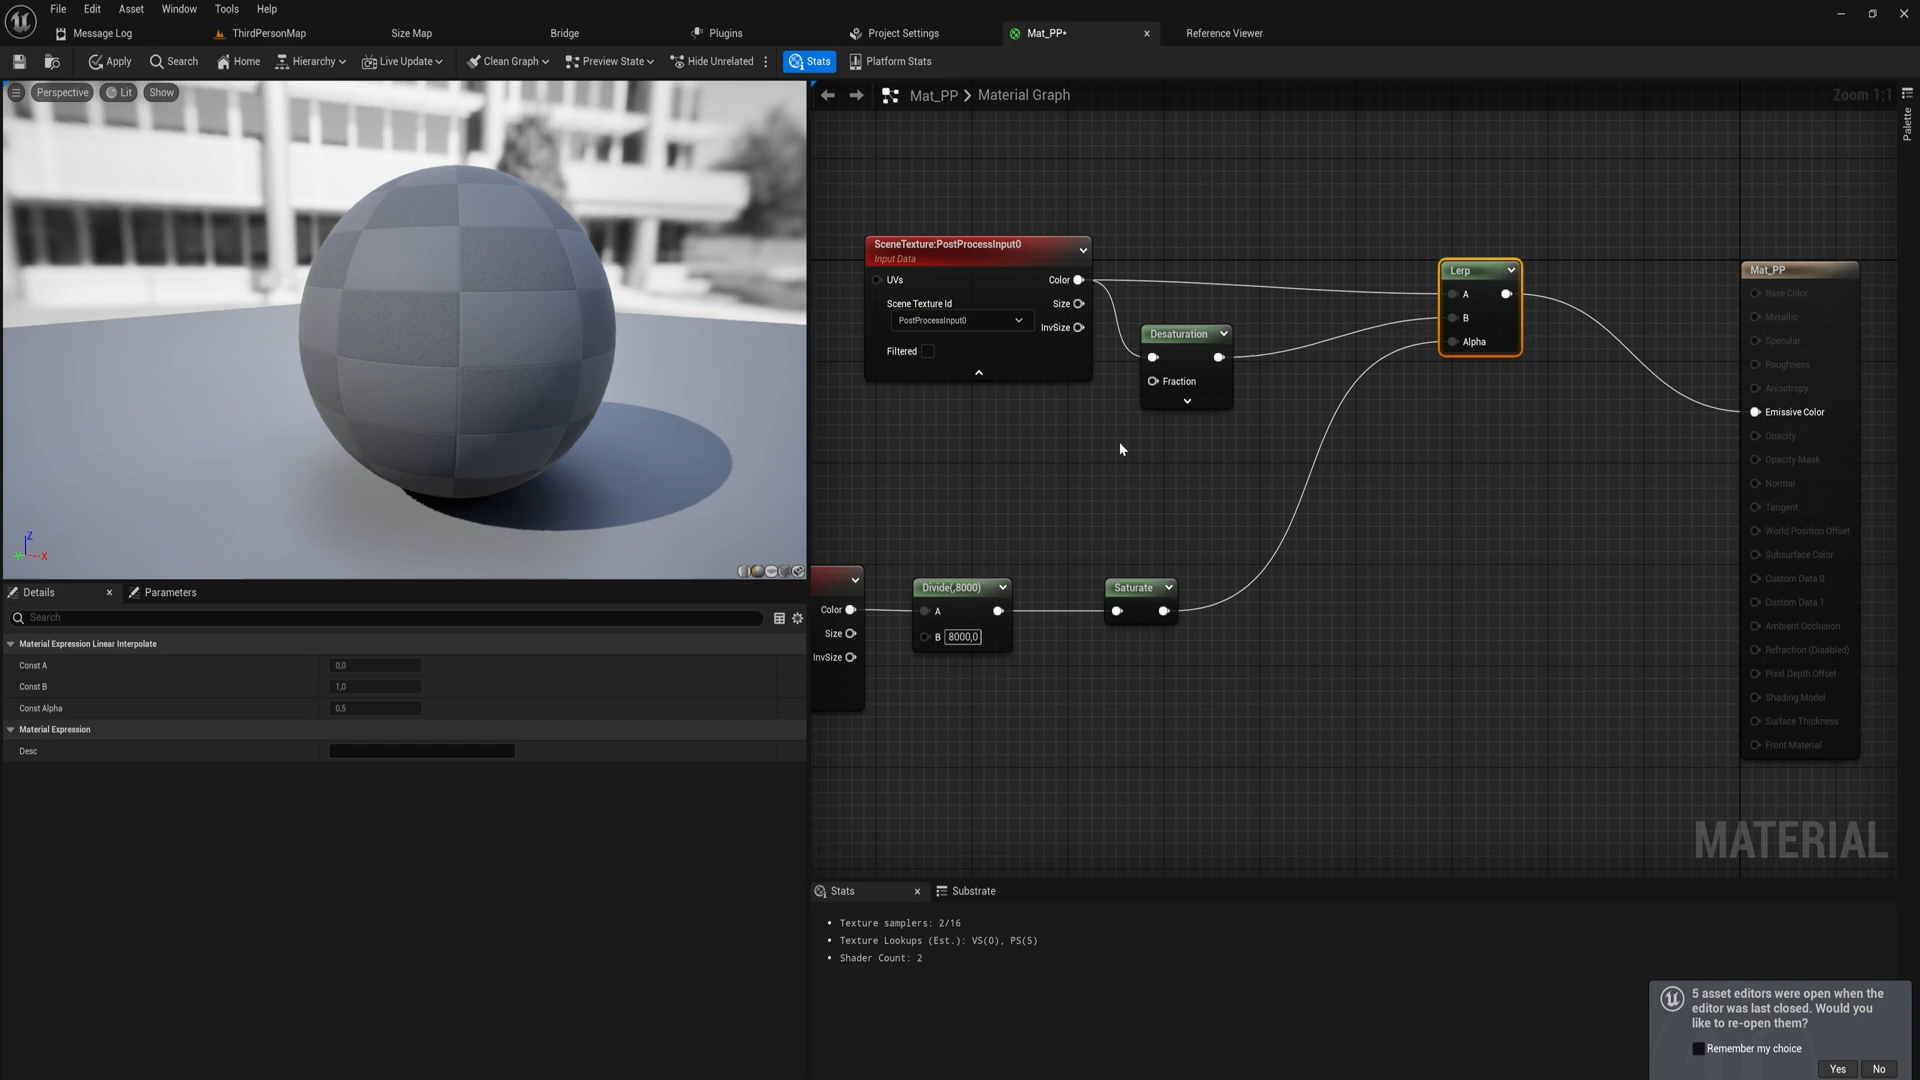 File Edit Asset Window Tools Help
Message Log ThirdPersonMap Size Map Bridge Plugins Project Settings Mat_PP• Reference Viewer
Apply Search Home Hierarchy Live Update Clean Graph Preview State Hide Unrelated Stats Platform Stats
Perspective Lit Show
Mat_PP Material Graph
Zoom 1:1
Palette
SceneTexture:PostProcessInput0
Input Data
UVs Color
Scene Texture Id Size
PostProcessInput0
InvSize
Filtered
Desaturation
Fraction
Lerp
A
B
Alpha
Mat_PP
Base Color
Metallic
Specular
Roughness
Anisotropy
Emissive Color
Opacity
Opacity Mask
Normal
Tangent
World Position Offset
Subsurface Color
Custom Data 0
Custom Data 1
Ambient Occlusion
Refraction (Disabled)
Pixel Depth Offset
Shading Model
Surface Thickness
Front Material
Color
Size
InvSize
Divide(,8000)
A
B 8000,0
Saturate
MATERIAL
Z
X
Details Parameters
Search
Material Expression Linear Interpolate
Const A 0,0
Const B 1,0
Const Alpha 0,5
Material Expression
Desc
Stats Substrate
• Texture samplers: 2/16
• Texture Lookups (Est.): VS(0), PS(5)
• Shader Count: 2
5 asset editors were open when the
editor was last closed. Would you
like to re-open them?
Remember my choice
Yes No